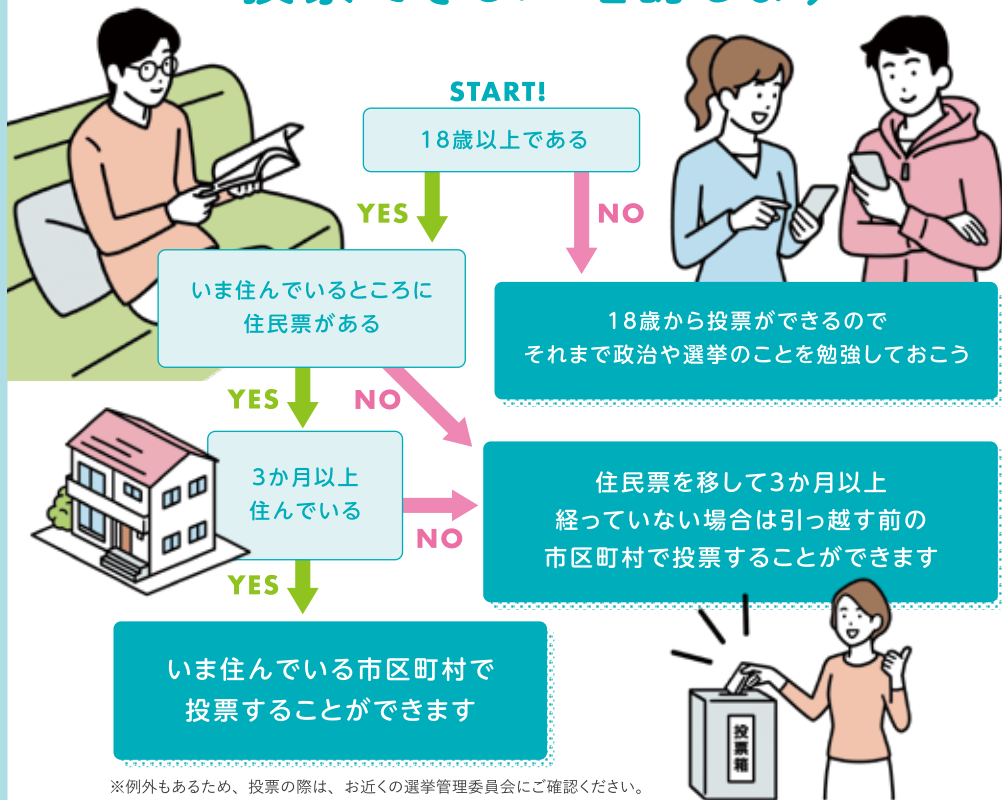 START!
18歳以上である
YES
NO
いま住んでいるところに
住民票がある
18歳から投票ができるので
それまで政治や選挙のことを勉強しておこう
YES
NO
3か月以上
住んでいる
NO
住民票を移して3か月以上
経っていない場合は引っ越す前の
市区町村で投票することができます
YES
いま住んでいる市区町村で
投票することができます
投票箱
※例外もあるため、投票の際は、お近くの選挙管理委員会にご確認ください。